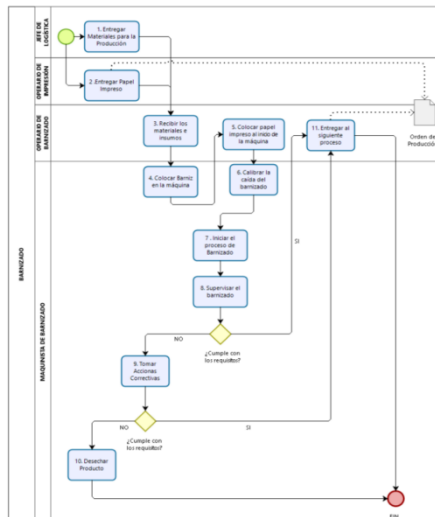 BARNIZADO
JEFE DE
LOGÍSTICA
OPERARIO DE
IMPRESIÓN
OPERARIO DE
BARNIZADO
MAQUINISTA DE BARNIZADO
1. Entregar
Materiales para la
Producción
2. Entregar Papel
Impreso
3. Recibir los
materiales e
insumos
4. Colocar Barniz
en la máquina
5. Colocar papel
impreso al inicio de
la máquina
6. Calibrar la
caída del
barnizado
7. Iniciar el
proceso de
Barnizado
8. Supervisar el
barnizado
¿Cumple con
los requisitos?
NO
SI
9. Tomar
Acciones
Correctivas
¿Cumple con
los requisitos?
NO
SI
10. Desechar
Producto
11. Entregar al
siguiente
proceso
Orden de
Producción
FIN